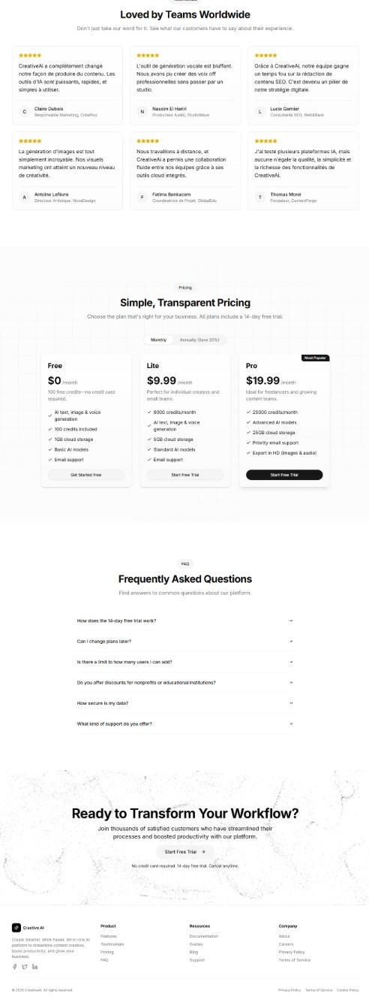 Loved by Teams Worldwide
Don't just take our word for it. See what our customers have to say about their experience.
CreativeAi a complètement changé
notre façon de produire du contenu. Les
outils d'IA sont puissants, rapides, et
simples à utiliser.
C
Claire Dubois
Responsable Marketing, CréaPlus
L'outil de génération vocale est bluffant.
Nous avons pu créer des voix off
professionnelles sans passer par un
studio.
N
Nassim El Hariri
Producteur Audio, StudioWave
Grâce à CreativeAi, notre équipe gagne
un temps fou sur la rédaction de
contenu SEO. C'est devenu un pilier de
notre stratégie digitale.
L
Lucie Garnier
Consultante SEO, Web&Rank
La génération d'images est tout
simplement incroyable. Nos visuels
marketing ont atteint un nouveau niveau
de créativité.
A
Antoine Lefèvre
Directeur Artistique, NovaDesign
Nous travaillons à distance, et
CreativeAi a permis une collaboration
fluide entre nos équipes grâce à ses
outils cloud intégrés.
F
Fatima Benkacem
Coordinatrice de Projet, GlobalEdu
J'ai testé plusieurs plateformes IA, mais
aucune n'égale la qualité, la simplicité et
la richesse des fonctionnalités de
CreativeAi.
T
Thomas Morel
Fondateur, ContentForge
Pricing
Simple, Transparent Pricing
Choose the plan that's right for your business. All plans include a 14-day free trial.
Monthly
Annually (Save 20%)
Free
$0 /month
100 free credits—no credit card
required.
AI text, image & voice
generation
100 credits included
1GB cloud storage
Basic AI models
Email support
Get Started Free
Lite
$9.99 /month
Perfect for individual creators and
small teams.
9000 credits/month
AI text, image & voice
generation
5GB cloud storage
Standard AI models
Email support
Start Free Trial
Most Popular
Pro
$19.99 /month
Ideal for freelancers and growing
content teams.
25000 credits/month
Advanced AI models
25GB cloud storage
Priority email support
Export in HD (images & audio)
Start Free Trial
FAQ
Frequently Asked Questions
Find answers to common questions about our platform.
How does the 14-day free trial work?
Can I change plans later?
Is there a limit to how many users I can add?
Do you offer discounts for nonprofits or educational institutions?
How secure is my data?
What kind of support do you offer?
Ready to Transform Your Workflow?
Join thousands of satisfied customers who have streamlined their
processes and boosted productivity with our platform.
Start Free Trial →
No credit card required. 14-day free trial. Cancel anytime.
Creative AI
Create Smarter, Work Faster, All-in-one AI
platform to streamline content creation,
boost productivity, and grow your
business.
Product
Features
Testimonials
Pricing
FAQ
Resources
Documentation
Guides
Blog
Support
Company
About
Careers
Privacy Policy
Terms of Service
© 2025 CreativeAI. All rights reserved.
Privacy Policy
Terms of Service
Cookie Policy